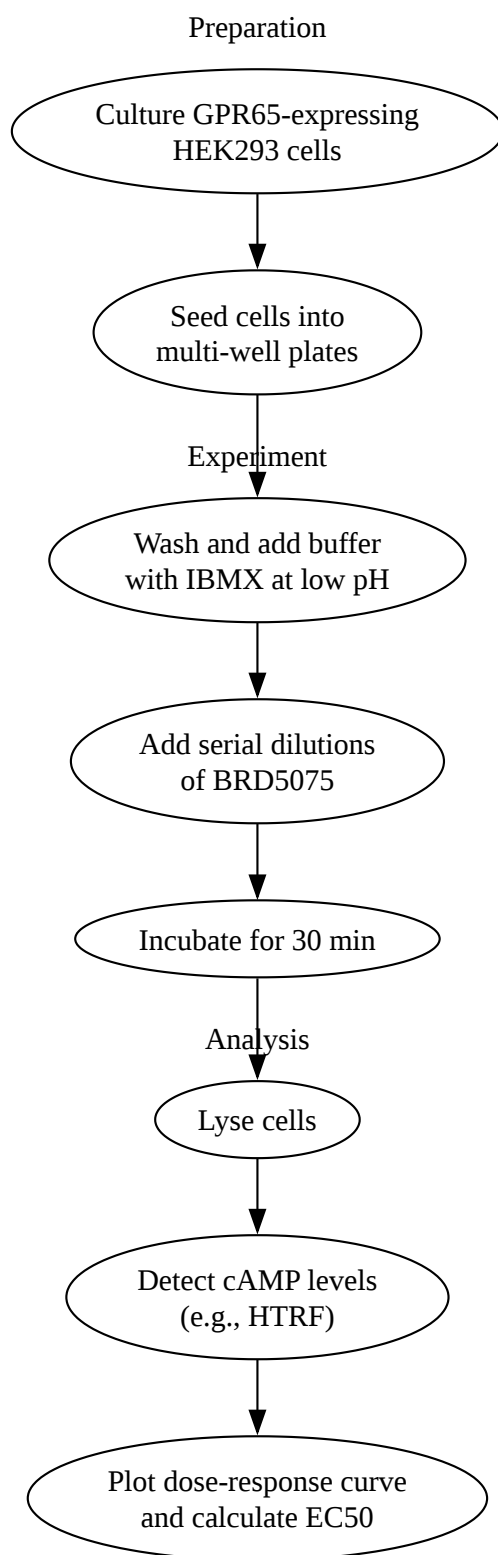 Preparation
Culture GPR65-expressing
HEK293 cells
Seed cells into
multi-well plates
Experiment
Wash and add buffer
with IBMX at low pH
Add serial dilutions
of BRD5075
Incubate for 30 min
Analysis
Lyse cells
Detect cAMP levels
(e.g., HTRF)
Plot dose-response curve
and calculate EC50